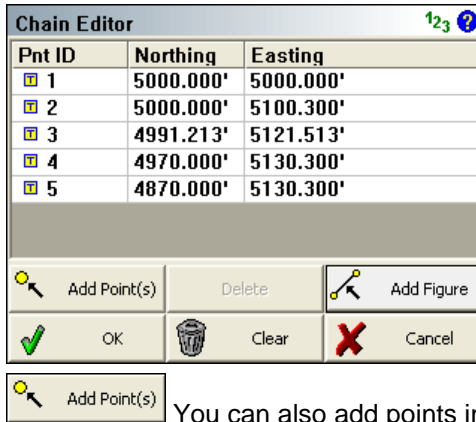 Chain Editor 123 ?
Pnt ID Northing Easting
T 1 5000.000' 5000.000'
T 2 5000.000' 5100.300'
T 3 4991.213' 5121.513'
T 4 4970.000' 5130.300'
T 5 4870.000' 5130.300'
Add Point(s) Delete Add Figure
OK Clear Cancel
Add Point(s) You can also add points